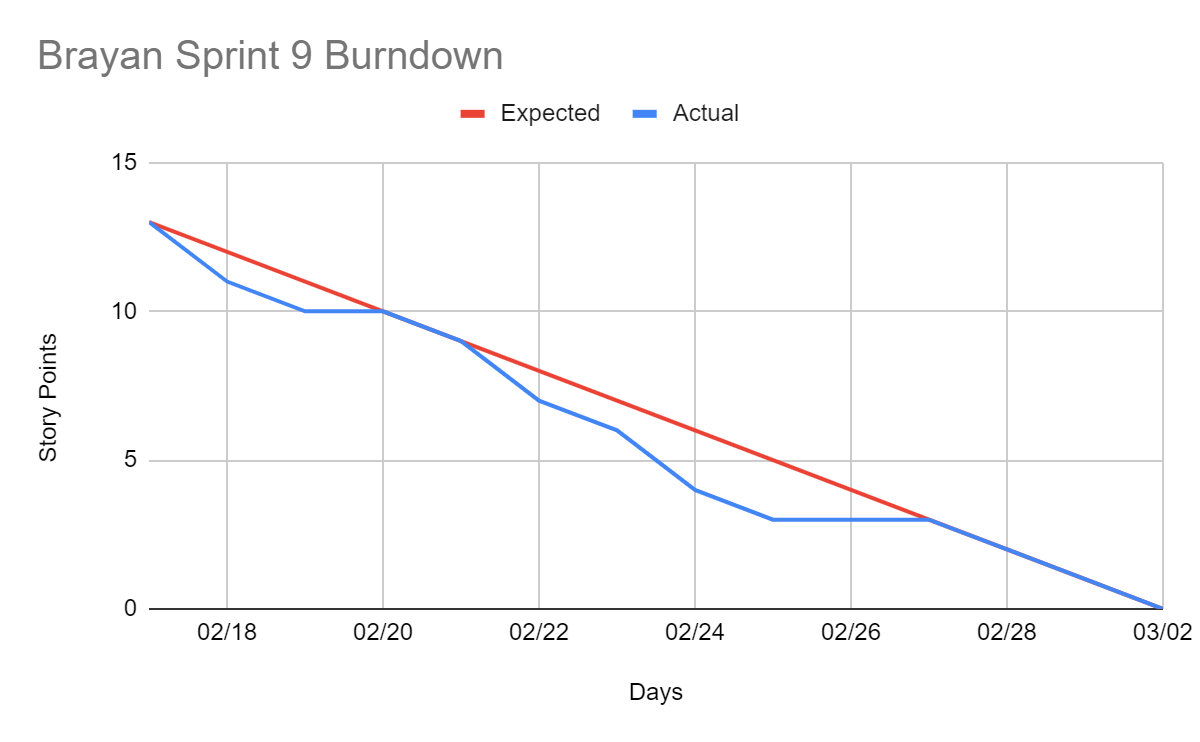 Brayan Sprint 9 Burndown
Expected Actual
15
10
5
0
Story Points
02/18 02/20 02/22 02/24 02/26 02/28 03/02
Days